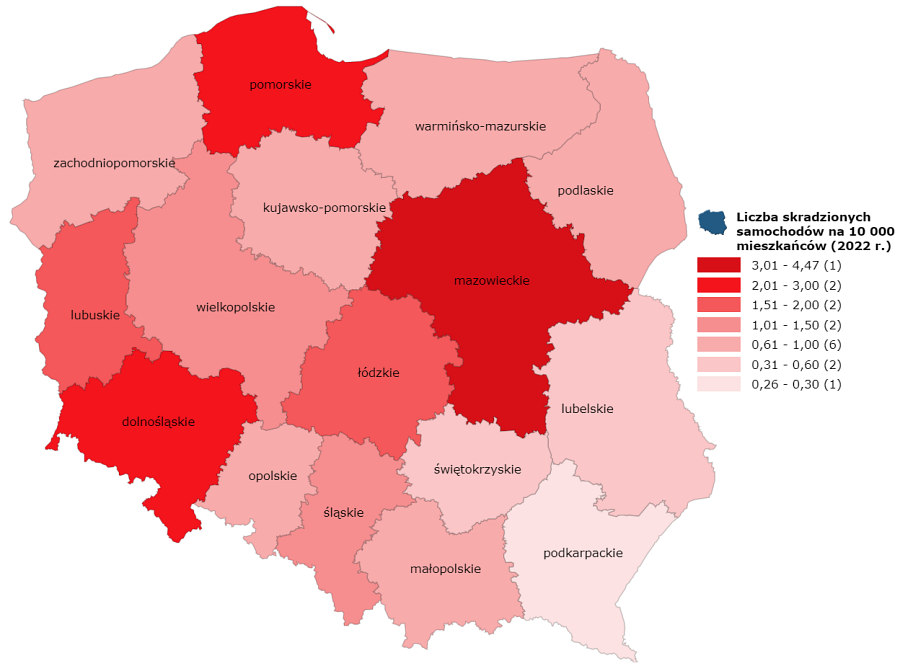 pomorskie
warmińsko-mazurskie
zachodniopomorskie
podlaskie
kujawsko-pomorskie
Liczba skradzionych
samochodów na 10 000
mieszkańców (2022 r.)
3,01 - 4,47 (1)
2,01 - 3,00 (2)
1,51 - 2,00 (2)
1,01 - 1,50 (2)
0,61 - 1,00 (6)
0,31 - 0,60 (2)
0,26 - 0,30 (1)
mazowieckie
wielkopolskie
lubuskie
łódzkie
lubelskie
dolnośląskie
świętokrzyskie
opolskie
śląskie
podkarpackie
małopolskie